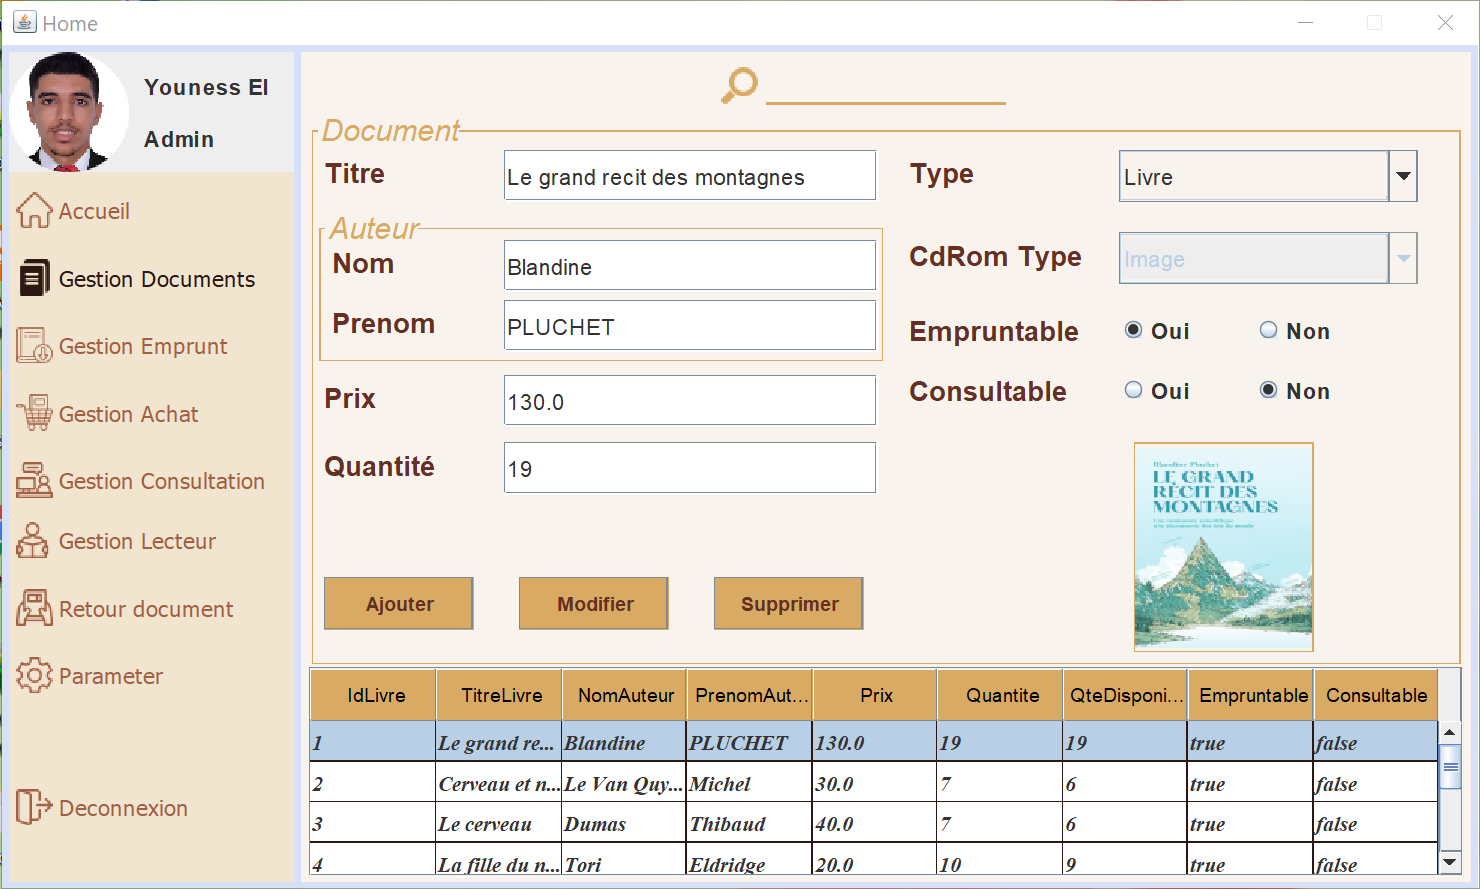 Home
Youness El
Admin
Accueil
Gestion Documents
Gestion Emprunt
Gestion Achat
Gestion Consultation
Gestion Lecteur
Retour document
Parameter
Deconnexion
Document
Titre
Le grand recit des montagnes
Auteur
Nom
Blandine
Prenom
PLUCHET
Prix
130.0
Quantité
19
Type
Livre
CdRom Type
Image
Empruntable
Oui
Non
Consultable
Oui
Non
Blandine Pluchet
LE GRAND
RÉCIT DES
MONTAGNES
Ajouter
Modifier
Supprimer
IdLivre TitreLivre NomAuteur PrenomAut... Prix Quantite QteDisponi... Empruntable Consultable
1 Le grand re... Blandine PLUCHET 130.0 19 19 true false
2 Cerveau et n... Le Van Quy... Michel 30.0 7 6 true false
3 Le cerveau Dumas Thibaud 40.0 7 6 true false
4 La fille du n... Tori Eldridge 20.0 10 9 true false